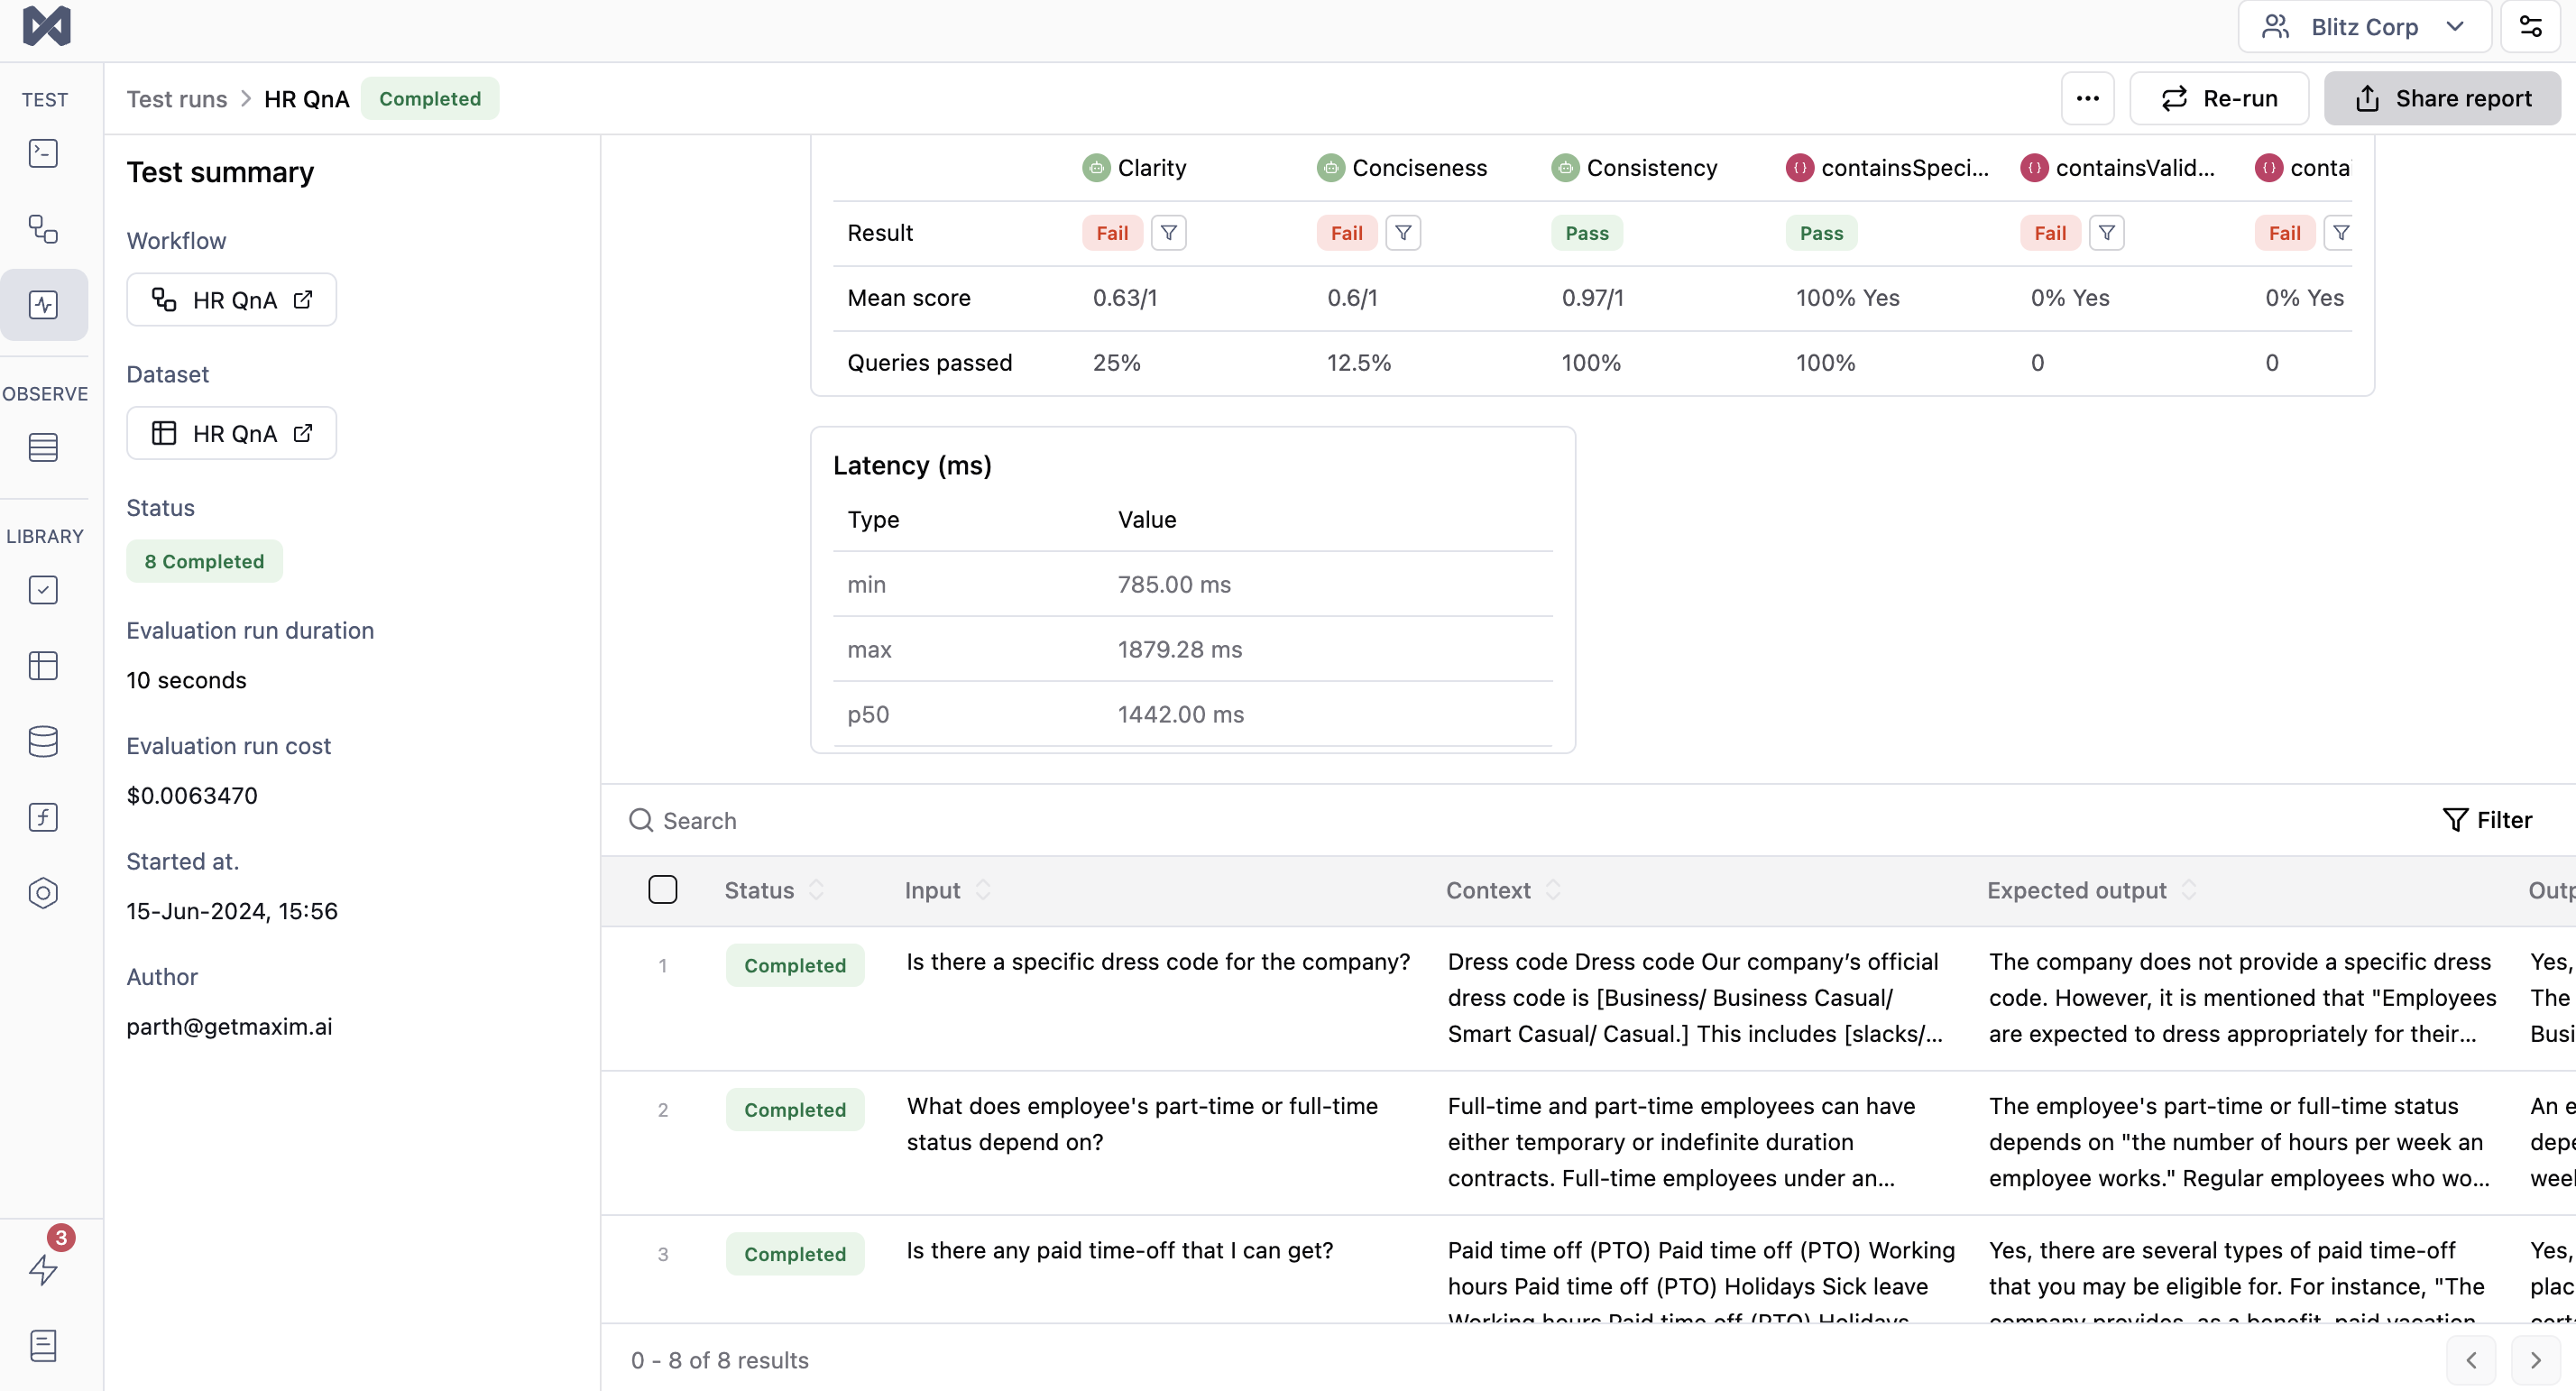 Blitz Corp
TEST
Test runs > HR QnA Completed
... Re-run Share report
Test summary
Workflow
HR QnA
Dataset
HR QnA
Status
8 Completed
Evaluation run duration
10 seconds
Evaluation run cost
$0.0063470
Started at.
15-Jun-2024, 15:56
Author
parth@getmaxim.ai
OBSERVE
LIBRARY
3
Clarity Conciseness Consistency containsSpeci... containsValid... conta
Result Fail Fail Pass Pass Fail Fail
Mean score 0.63/1 0.6/1 0.97/1 100% Yes 0% Yes 0% Yes
Queries passed 25% 12.5% 100% 100% 0 0
Latency (ms)
Type Value
min 785.00 ms
max 1879.28 ms
p50 1442.00 ms
Search
Filter
Status Input Context Expected output Outp
1 Completed
Is there a specific dress code for the company?
Dress code Dress code Our company’s official
dress code is [Business/ Business Casual/
Smart Casual/ Casual.] This includes [slacks/...
The company does not provide a specific dress
code. However, it is mentioned that "Employees
are expected to dress appropriately for their...
Yes,
The
Busi
2 Completed
What does employee's part-time or full-time
status depend on?
Full-time and part-time employees can have
either temporary or indefinite duration
contracts. Full-time employees under an...
The employee's part-time or full-time status
depends on "the number of hours per week an
employee works." Regular employees who wo...
An e
depe
weel
3 Completed
Is there any paid time-off that I can get?
Paid time off (PTO) Paid time off (PTO) Working
hours Paid time off (PTO) Holidays Sick leave
Working hours Paid time off (PTO) Holidays
Yes, there are several types of paid time-off
that you may be eligible for. For instance, "The
company provides, as a benefit, paid vacation
Yes,
plac
cert
0 - 8 of 8 results